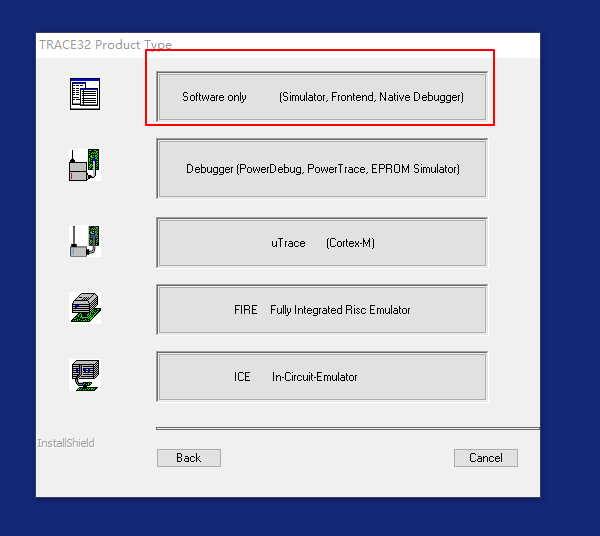 TRACE32 Product Type
Software only (Simulator, Frontend, Native Debugger)
Debugger (PowerDebug, PowerTrace, EPROM Simulator)
uTrace (Cortex-M)
FIRE Fully Integrated Risc Emulator
ICE In-Circuit-Emulator
InstallShield
Back Cancel